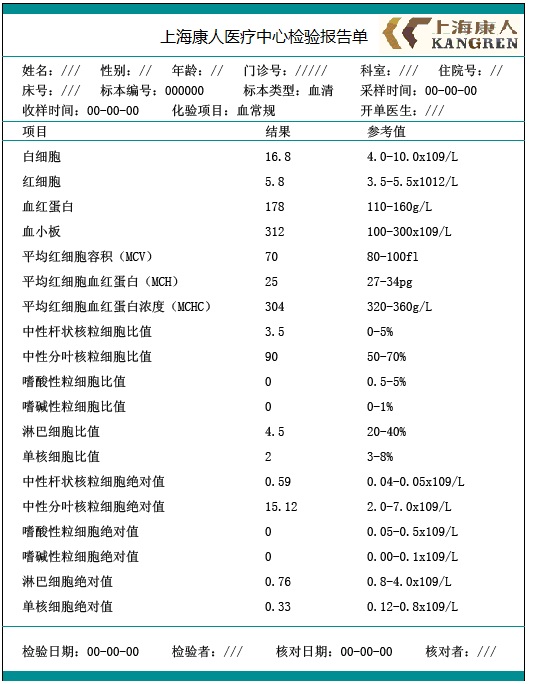 上海康人医疗中心检验报告单
上海康人
KANGREN
姓名：/// 性别：// 年龄：// 门诊号：///// 科室：/// 住院号：//
床号：/// 标本编号：000000 标本类型：血清 采样时间：00-00-00
收样时间：00-00-00 化验项目：血常规 开单医生：///
项目 结果 参考值
白细胞 16.8 4.0-10.0x109/L
红细胞 5.8 3.5-5.5x1012/L
血红蛋白 178 110-160g/L
血小板 312 100-300x109/L
平均红细胞容积（MCV） 70 80-100fl
平均红细胞血红蛋白（MCH） 25 27-34pg
平均红细胞血红蛋白浓度（MCHC） 304 320-360g/L
中性杆状核粒细胞比值 3.5 0-5%
中性分叶核粒细胞比值 90 50-70%
嗜酸性粒细胞比值 0 0.5-5%
嗜碱性粒细胞比值 0 0-1%
淋巴细胞比值 4.5 20-40%
单核细胞比值 2 3-8%
中性杆状核粒细胞绝对值 0.59 0.04-0.05x109/L
中性分叶核粒细胞绝对值 15.12 2.0-7.0x109/L
嗜酸性粒细胞绝对值 0 0.05-0.5x109/L
嗜碱性粒细胞绝对值 0 0.00-0.1x109/L
淋巴细胞绝对值 0.76 0.8-4.0x109/L
单核细胞绝对值 0.33 0.12-0.8x109/L
检验日期：00-00-00 检验者：/// 核对日期：00-00-00 核对者：///